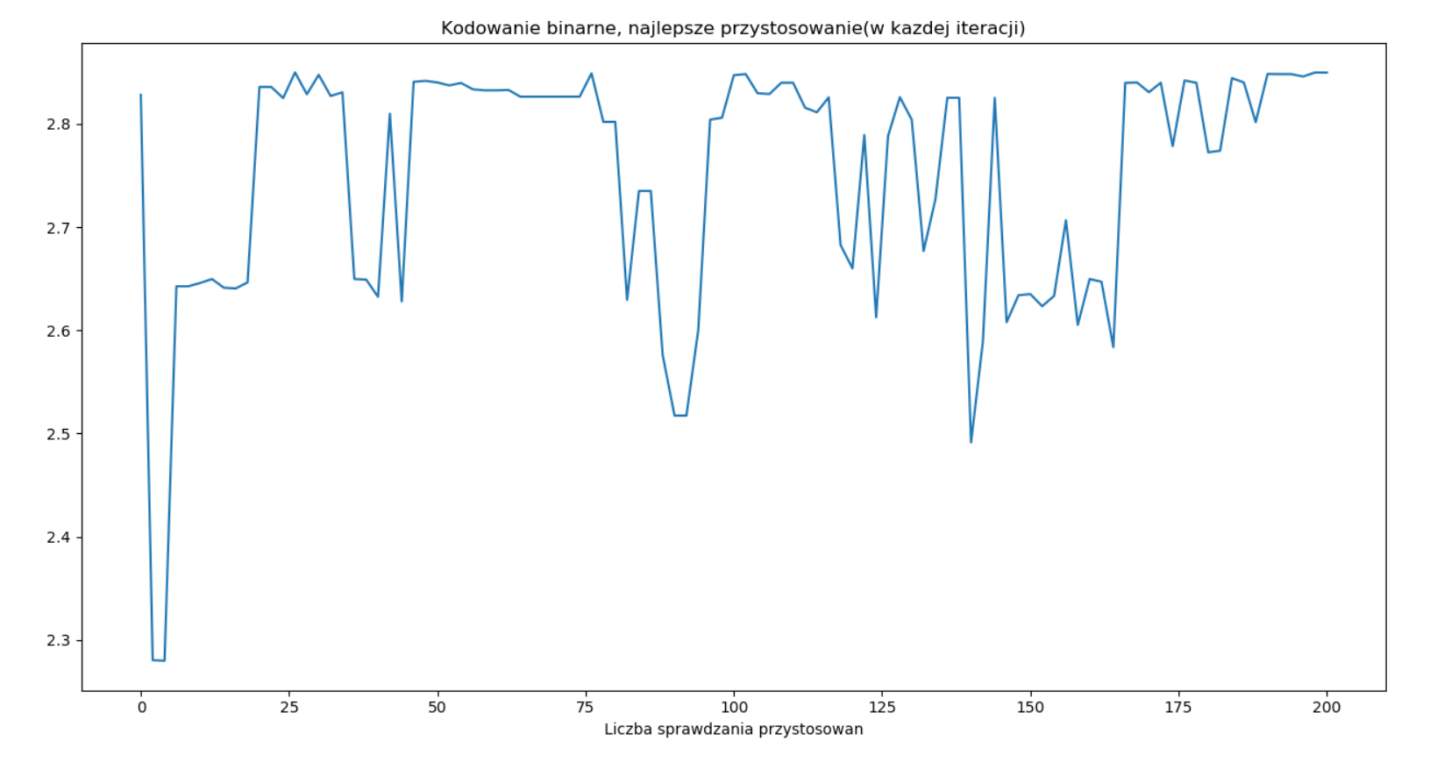 Kodowanie binarne, najlepsze przystosowanie(w kazdej iteracji)
2.8
2.7
2.6
2.5
2.4
2.3
0 25 50 75 100 125 150 175 200
Liczba sprawdzania przystosowan